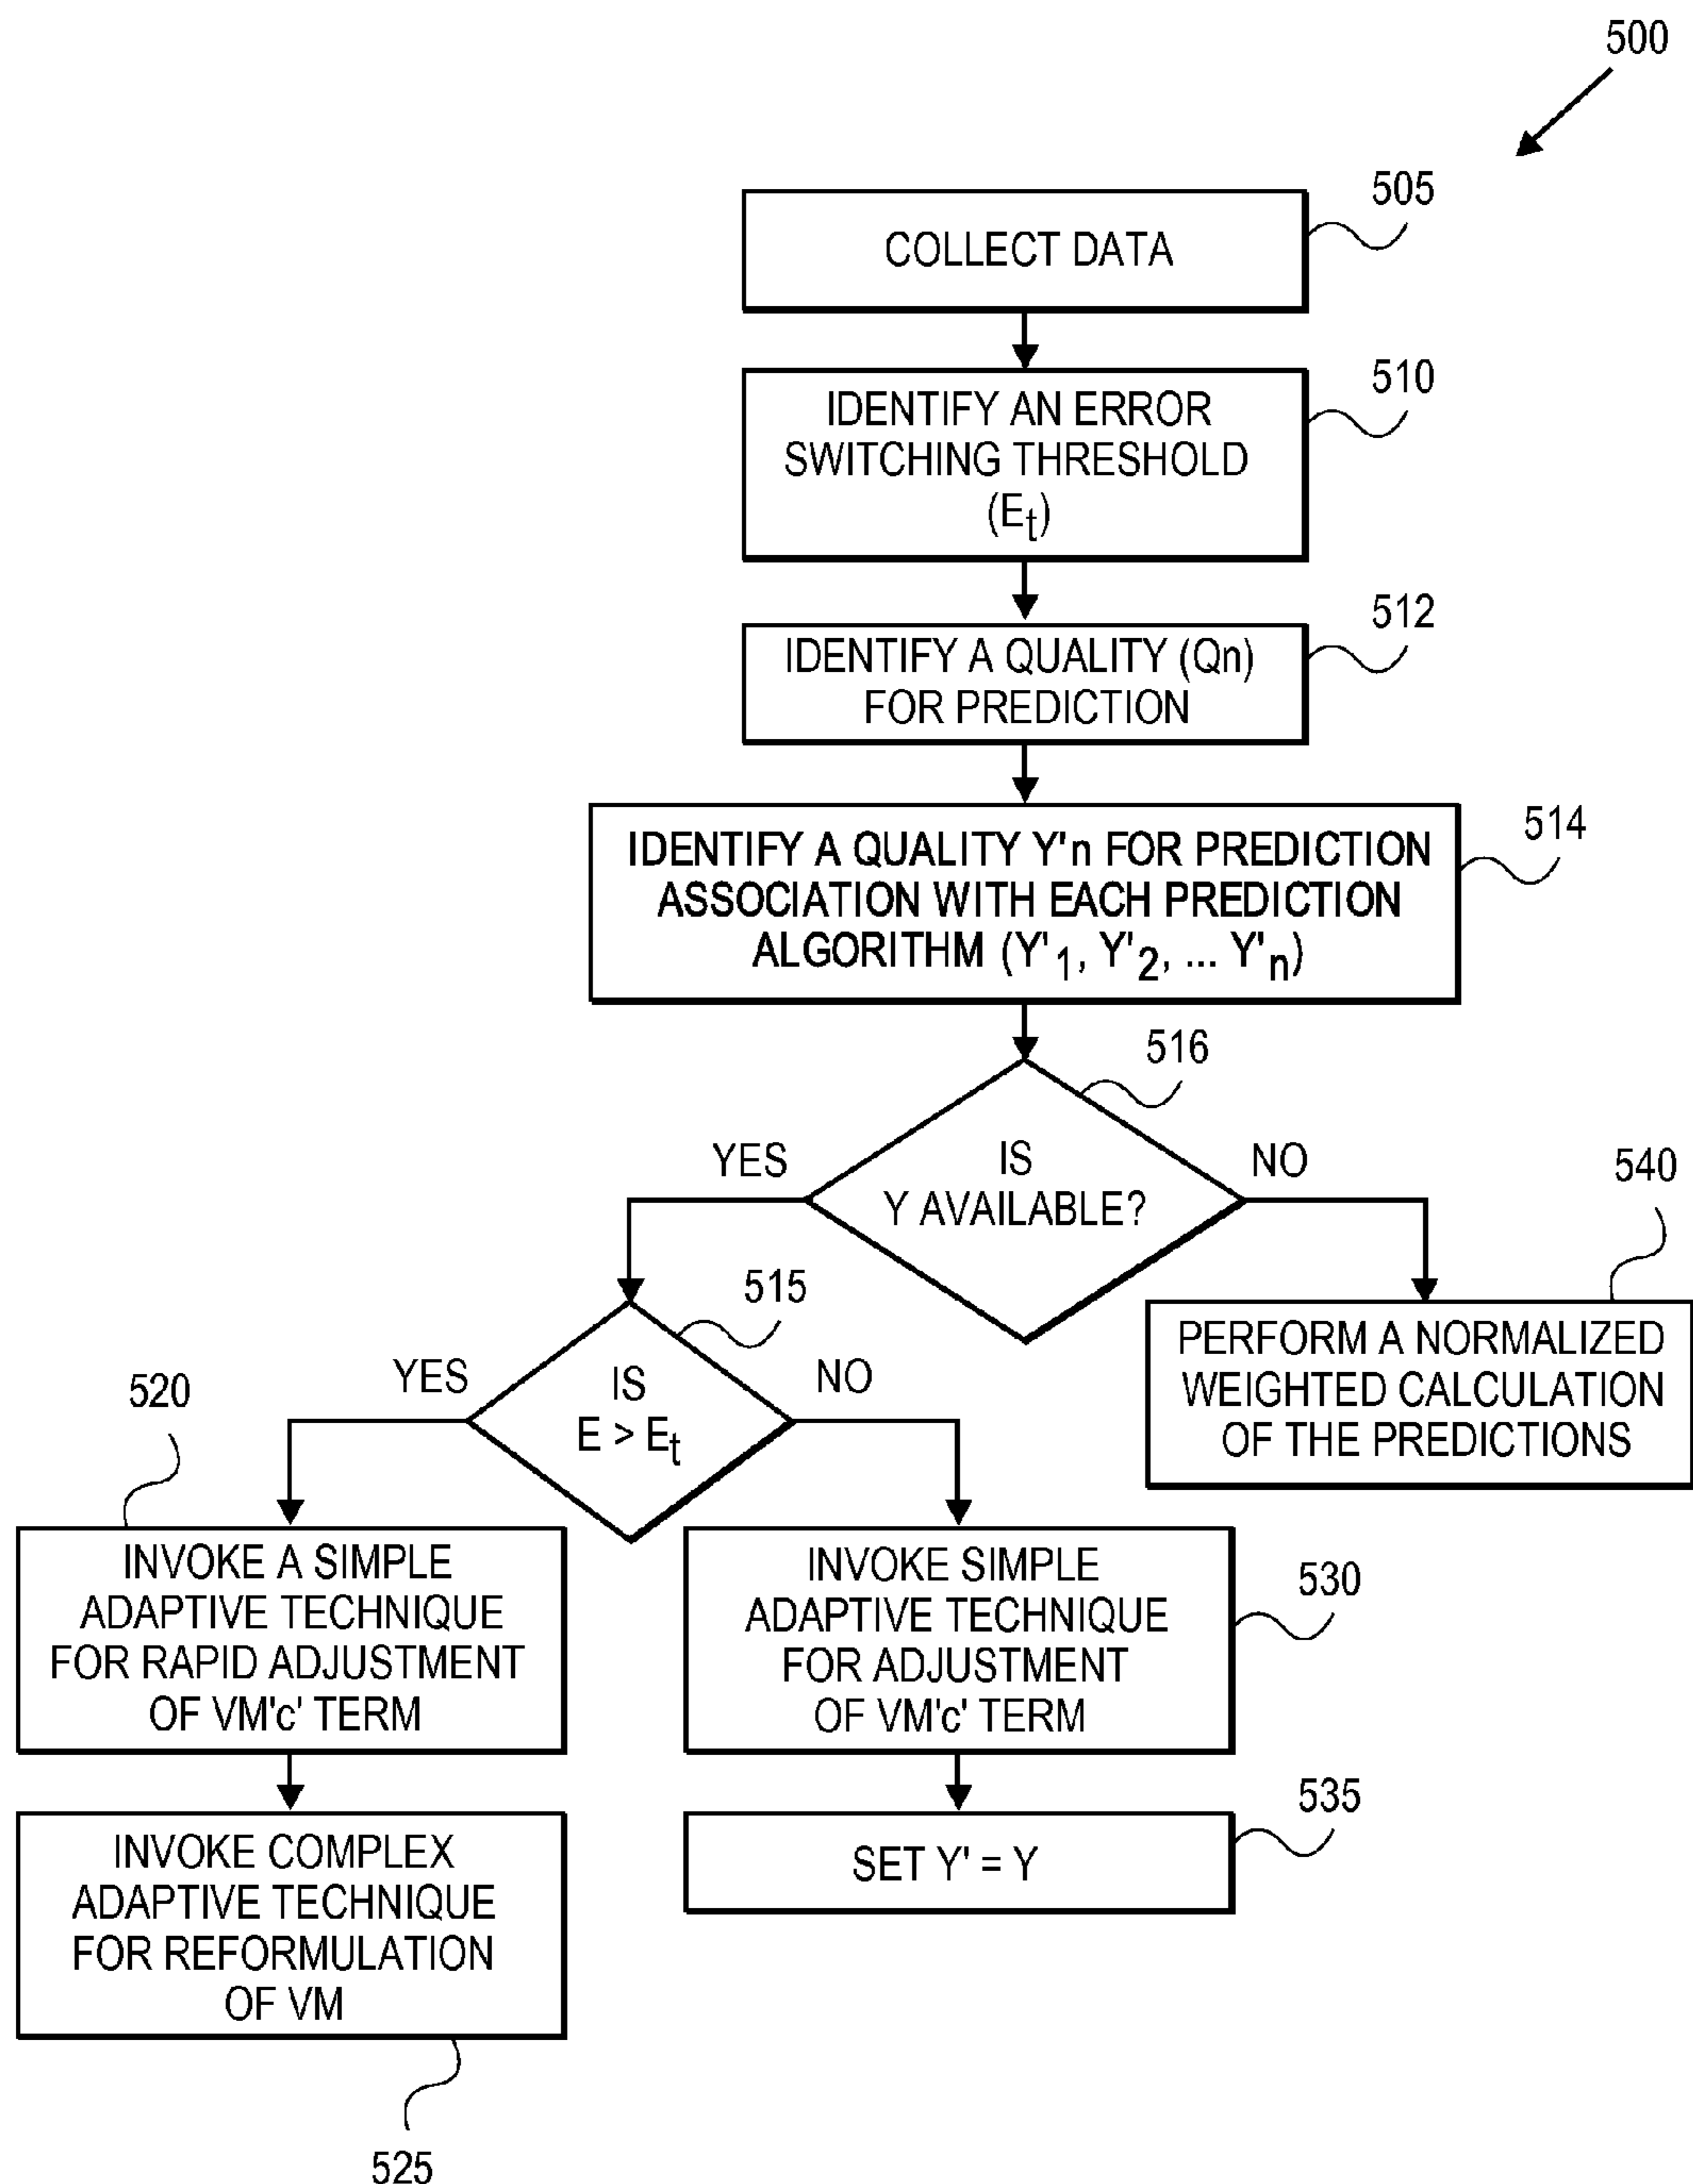 500
505
COLLECT DATA
510
IDENTIFY AN ERROR
SWITCHING THRESHOLD
(Et)
512
IDENTIFY A QUALITY (Qn)
FOR PREDICTION
514
IDENTIFY A QUALITY Y'n FOR PREDICTION
ASSOCIATION WITH EACH PREDICTION
ALGORITHM (Y'1, Y'2, ... Y'n)
516
IS
Y AVAILABLE?
YES
NO
540
PERFORM A NORMALIZED
WEIGHTED CALCULATION
OF THE PREDICTIONS
515
IS
E > Et
YES
NO
520
INVOKE A SIMPLE
ADAPTIVE TECHNIQUE
FOR RAPID ADJUSTMENT
OF VM'c' TERM
530
INVOKE SIMPLE
ADAPTIVE TECHNIQUE
FOR ADJUSTMENT
OF VM'c' TERM
535
SET Y' = Y
INVOKE COMPLEX
ADAPTIVE TECHNIQUE
FOR REFORMULATION
OF VM
525